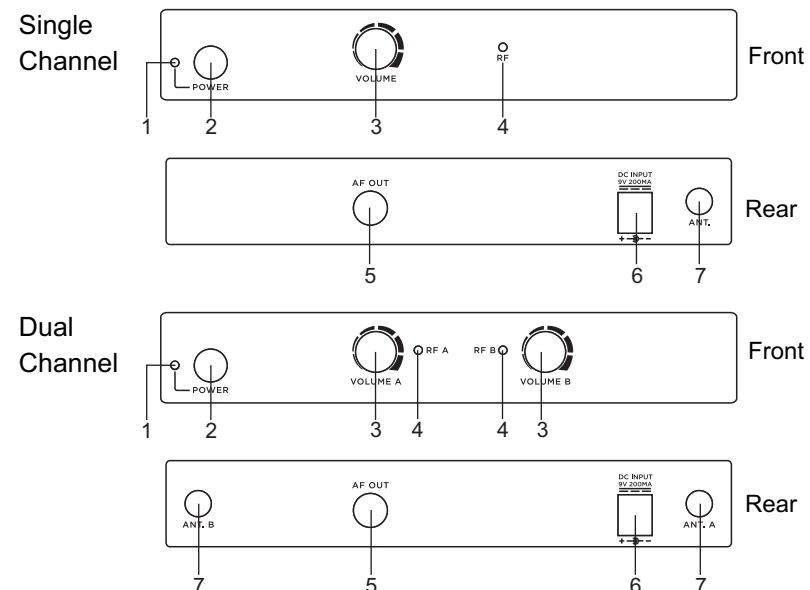 Single
Channel
Front
RF
VOLUME
POWER
1 2 3 4
DC INPUT
9V 200MA
AF OUT
Rear
ANT.
+ -
5 6 7
Dual
Channel
Front
RF A RF B
VOLUME A VOLUME B
POWER
1 2 3 4 4 3
DC INPUT
9V 200MA
AF OUT
Rear
ANT. B ANT. A
+ -
7 5 6 7